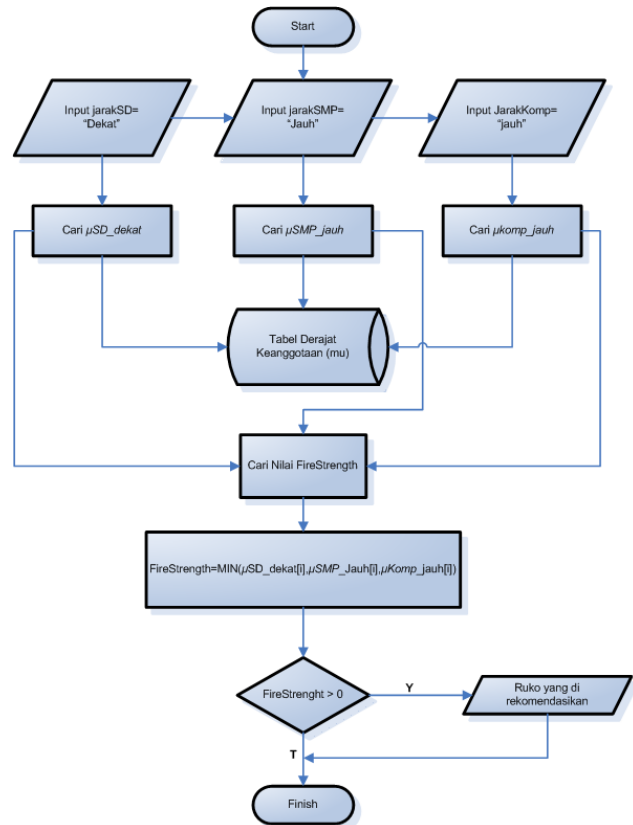 Start
Input jarakSD=
“Dekat”
Input jarakSMP=
“Jauh”
Input JarakKomp=
“jauh”
Cari μSD_dekat
Cari μSMP_jauh
Cari μkomp_jauh
Tabel Derajat
Keanggotaan (mu)
Cari Nilai FireStrength
FireStrength=MIN(μSD_dekat[i],μSMP_Jauh[i],μKomp_jauh[i])
FireStrenght > 0
Y
Ruko yang di
rekomendasikan
T
Finish